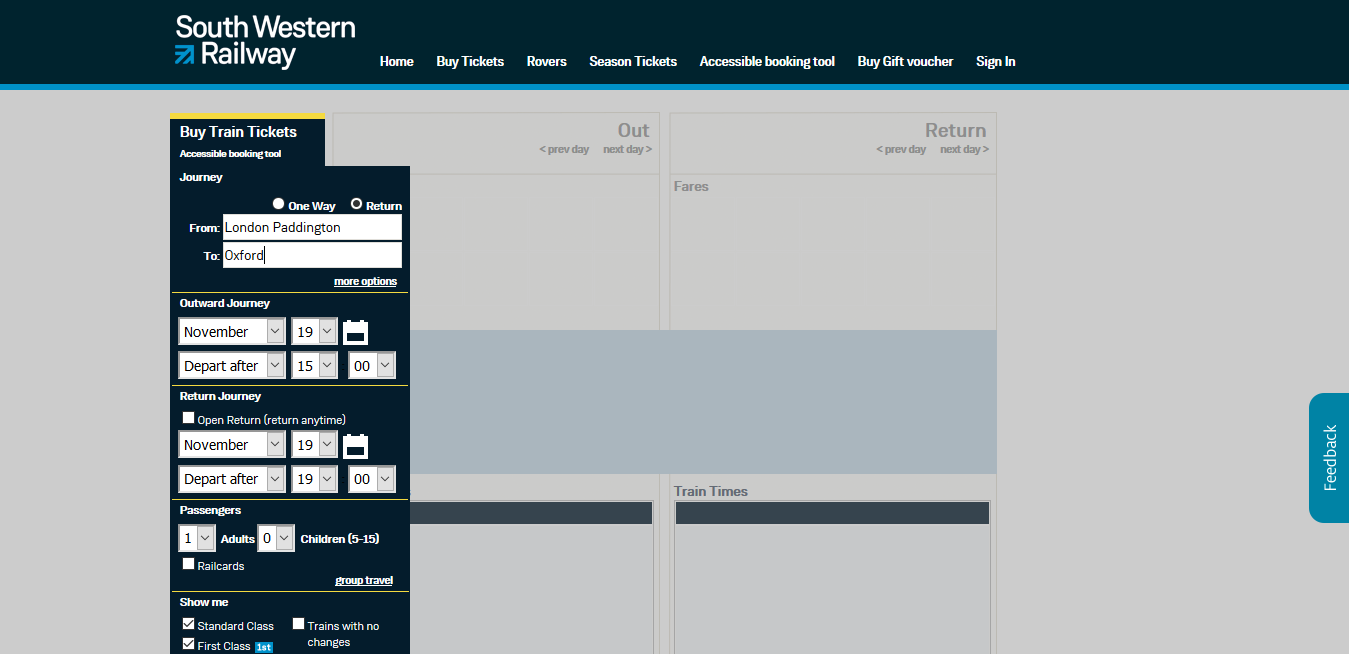 South Western
Railway
Home Buy Tickets Rovers Season Tickets Accessible booking tool Buy Gift voucher Sign In
Buy Train Tickets
Accessible booking tool
Journey
One Way Return
From: London Paddington
To: Oxford
more options
Outward Journey
November 19
Depart after 15 00
Return Journey
Open Return (return anytime)
November 19
Depart after 19 00
Passengers
1 Adults 0 Children (5-15)
Railcards
group travel
Show me
Standard Class Trains with no
changes
First Class 1st
Out
< prev day next day >
Return
< prev day next day >
Fares
Train Times
Feedback